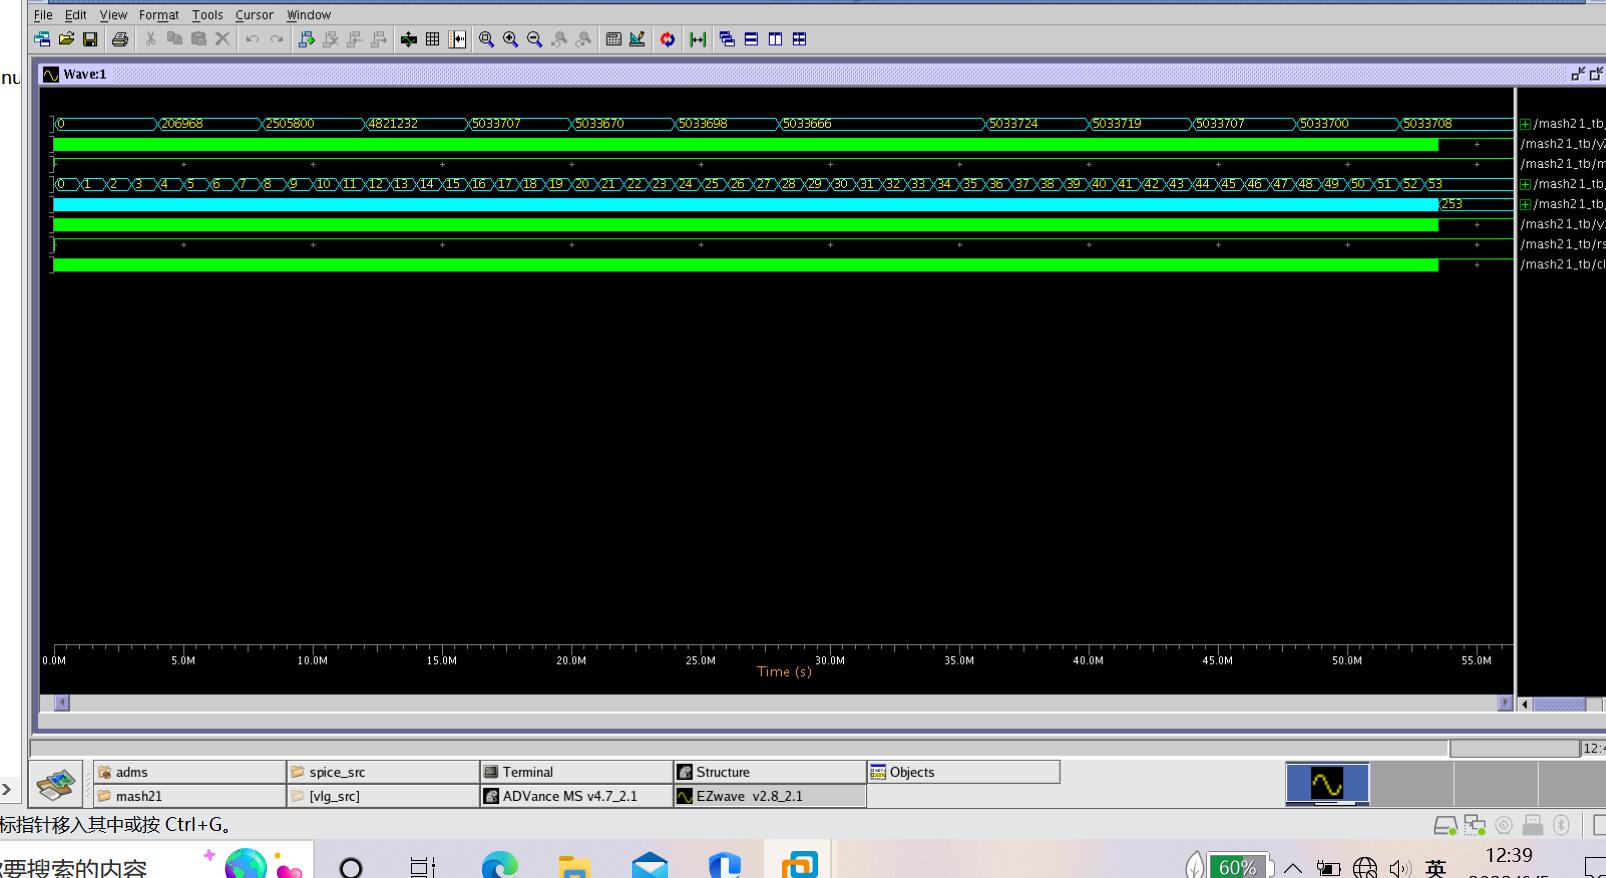 File Edit View Format Tools Cursor Window
nu
Wave:1
0 206968 2505800 4821232 5033707 5033670 5033698 5033666 5033724 5033719 5033707 5033700 5033708
/mash21_tb/
/mash21_tb/y
/mash21_tb/
0 1 2 3 4 5 6 7 8 9 10 11 12 13 14 15 16 17 18 19 20 21 22 23 24 25 26 27 28 29 30 31 32 33 34 35 36 37 38 39 40 41 42 43 44 45 46 47 48 49 50 51 52 53
/mash21_tb/
253
/mash21_tb/
/mash21_tb/y
/mash21_tb/rs
/mash21_tb/cl
0.0M 5.0M 10.0M 15.0M 20.0M 25.0M 30.0M 35.0M 40.0M 45.0M 50.0M 55.0M
Time (s)
12:
adms spice_src Terminal Structure Objects
mash21 [vlg_src] ADVance MS v4.7_2.1 EZwave v2.8_2.1
标指针移入其中或按 Ctrl+G。
要搜索的内容
60%
英
12:39